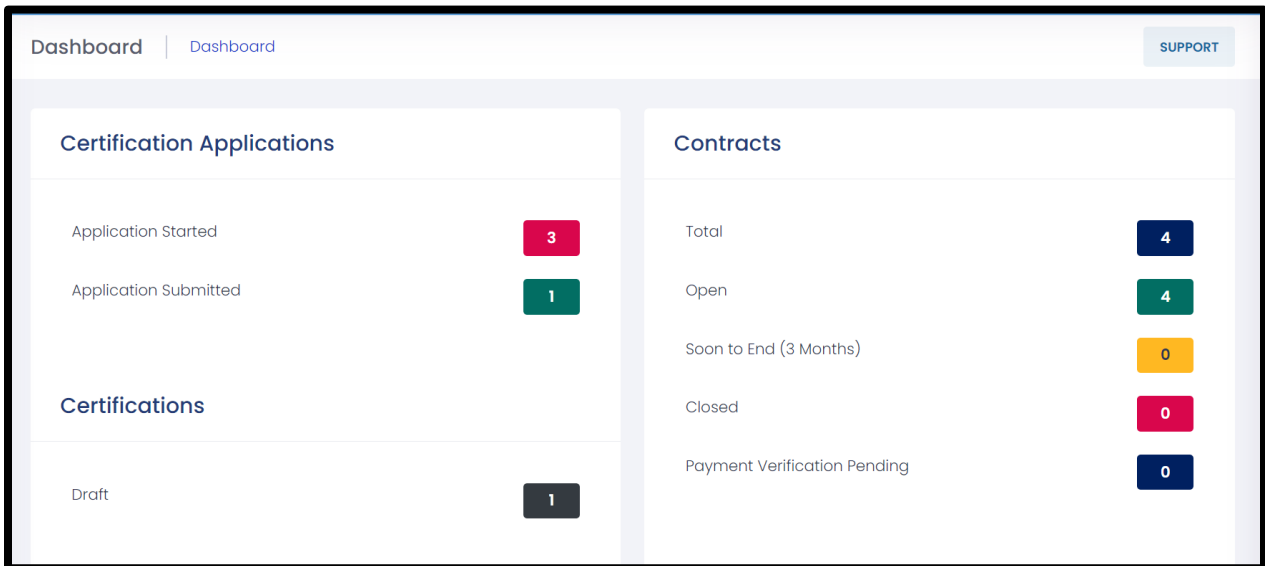 Dashboard
Dashboard
SUPPORT
Certification Applications
Application Started
3
Application Submitted
1
Certifications
Draft
1
Contracts
Total
4
Open
4
Soon to End (3 Months)
0
Closed
0
Payment Verification Pending
0